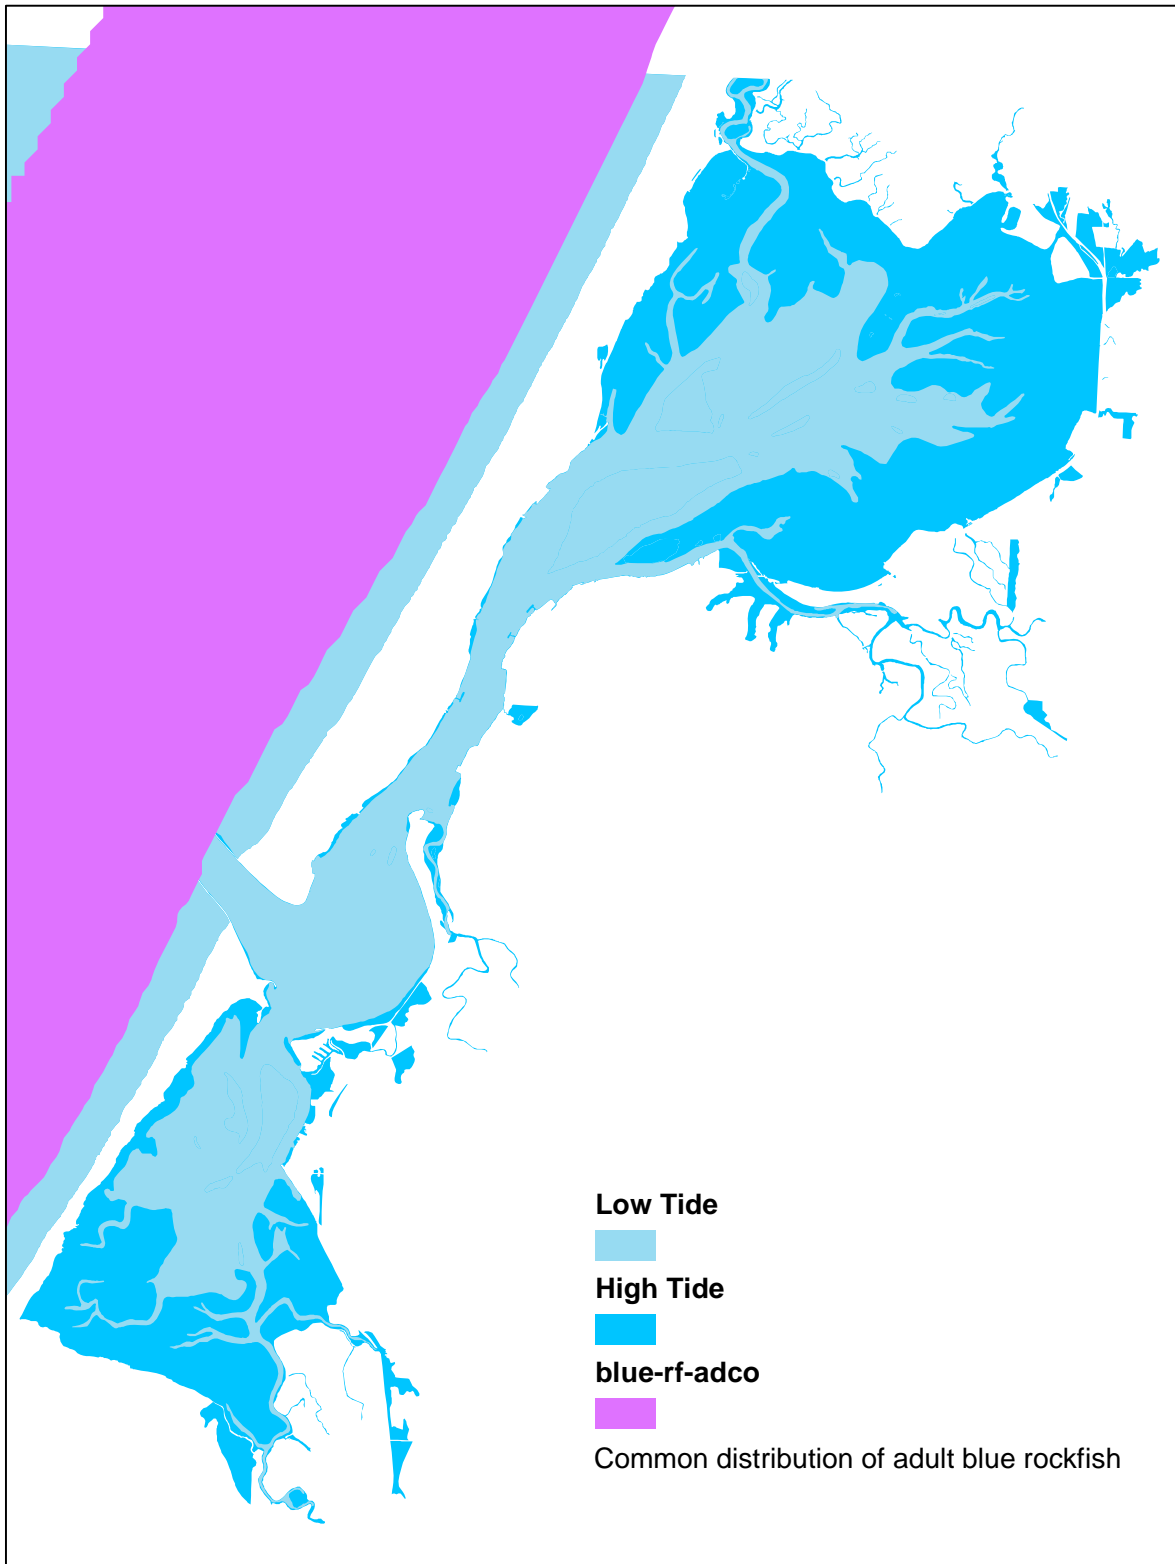 Low Tide
High Tide
blue-rf-adco
Common distribution of adult blue rockfish